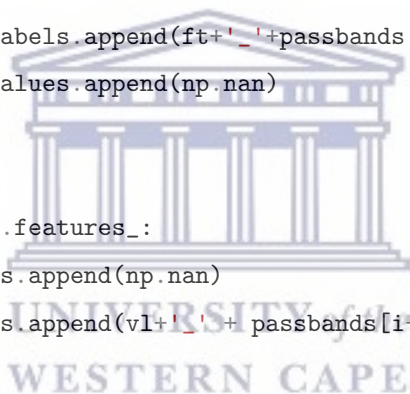 abels.append(ft+'_'+passbands
alues.append(np.nan)
.features_:
s.append(np.nan)
UNIVERSITY of the
s.append(vl+'_' + passbands[i
WESTERN CAPE